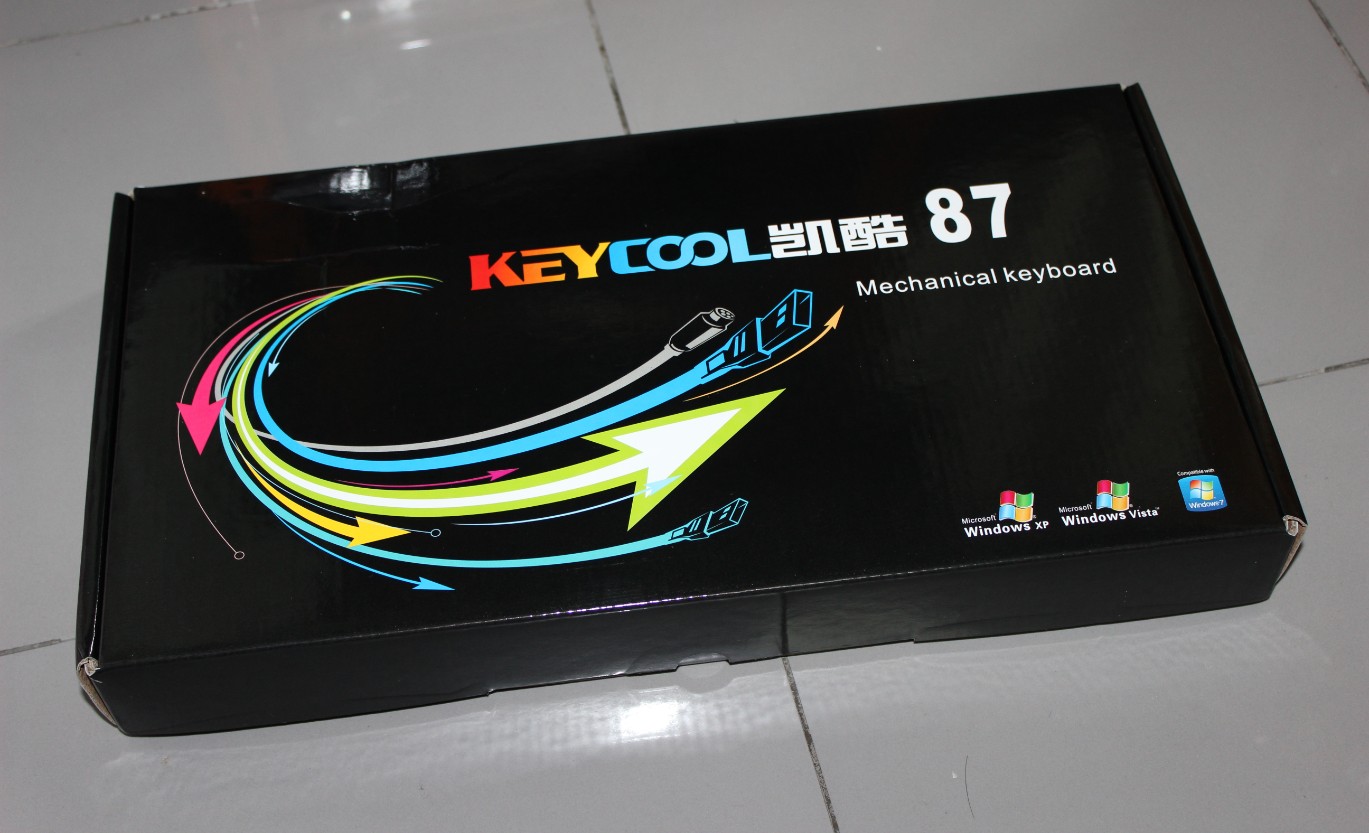 KEYCOOL凯酷 87
Mechanical keyboard
Microsoft
Windows XP
Microsoft
Windows Vista
Compatible with
Windows 7